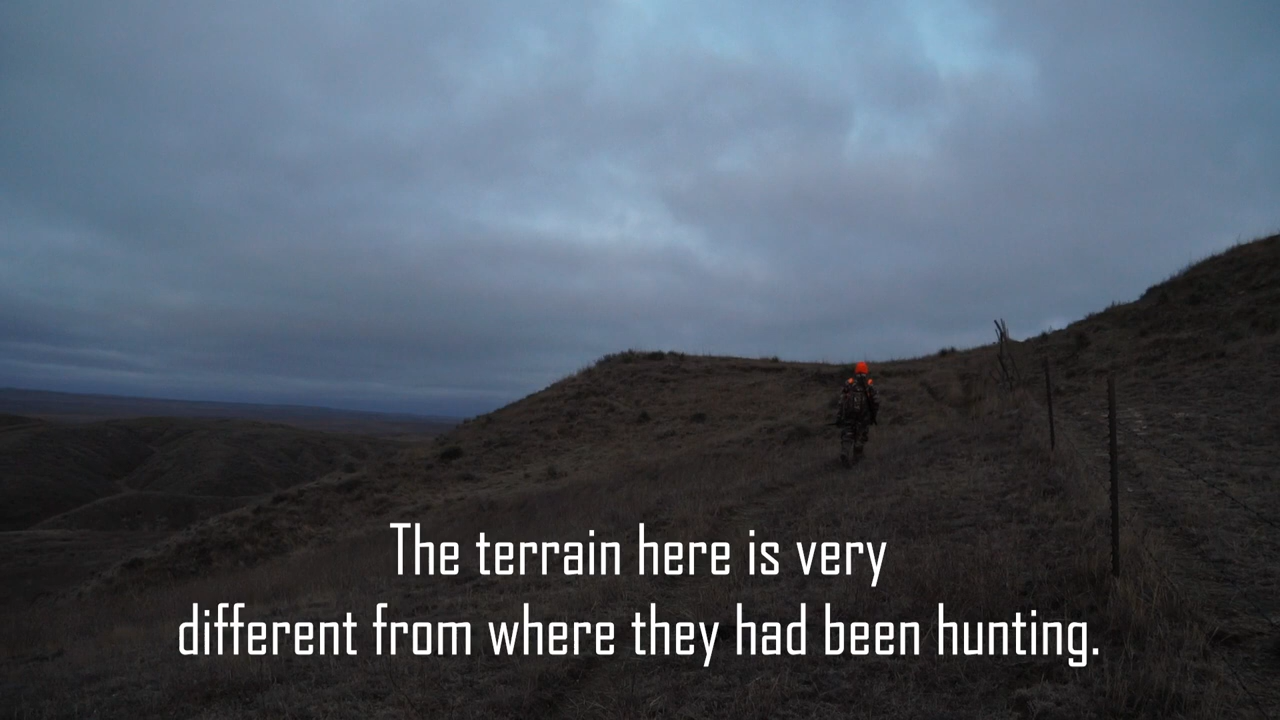 The terrain here is very
different from where they had been hunting.